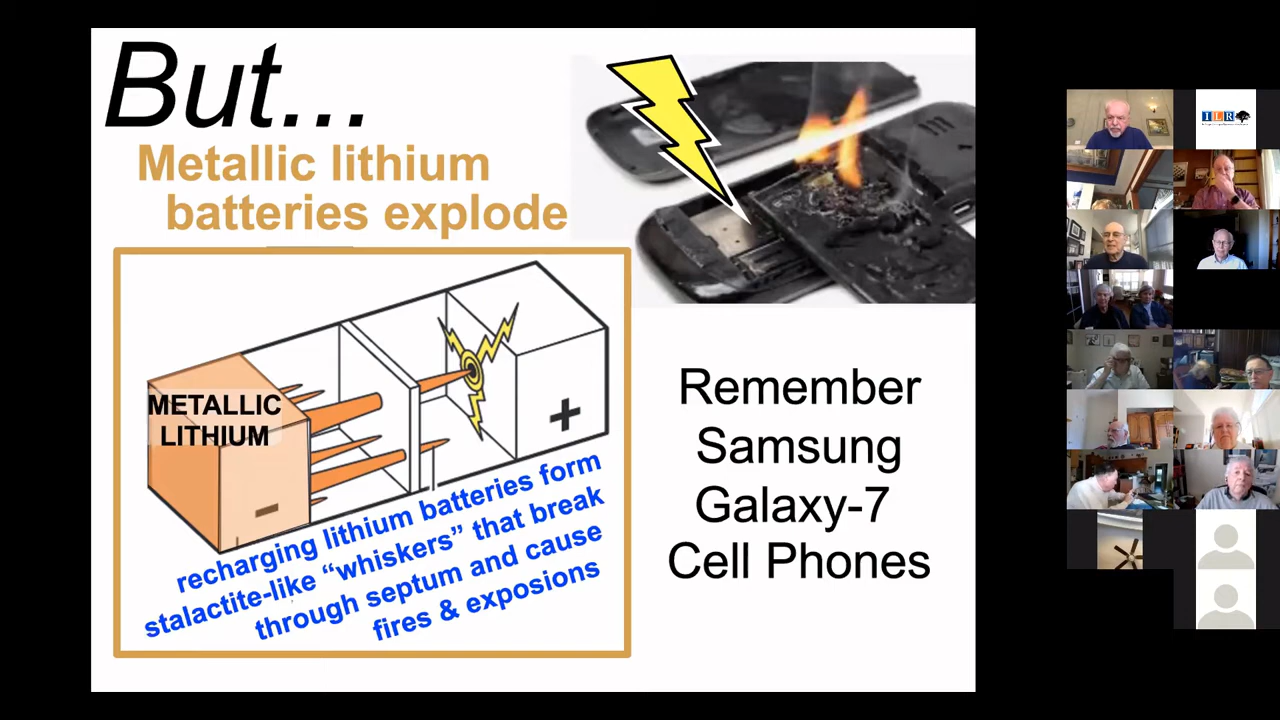 But...
Metallic lithium
batteries explode
METALLIC
LITHIUM
-
+
recharging lithium batteries form
stalactite-like “whiskers” that break
through septum and cause
fires & exposions
Remember
Samsung
Galaxy-7
Cell Phones
ILR